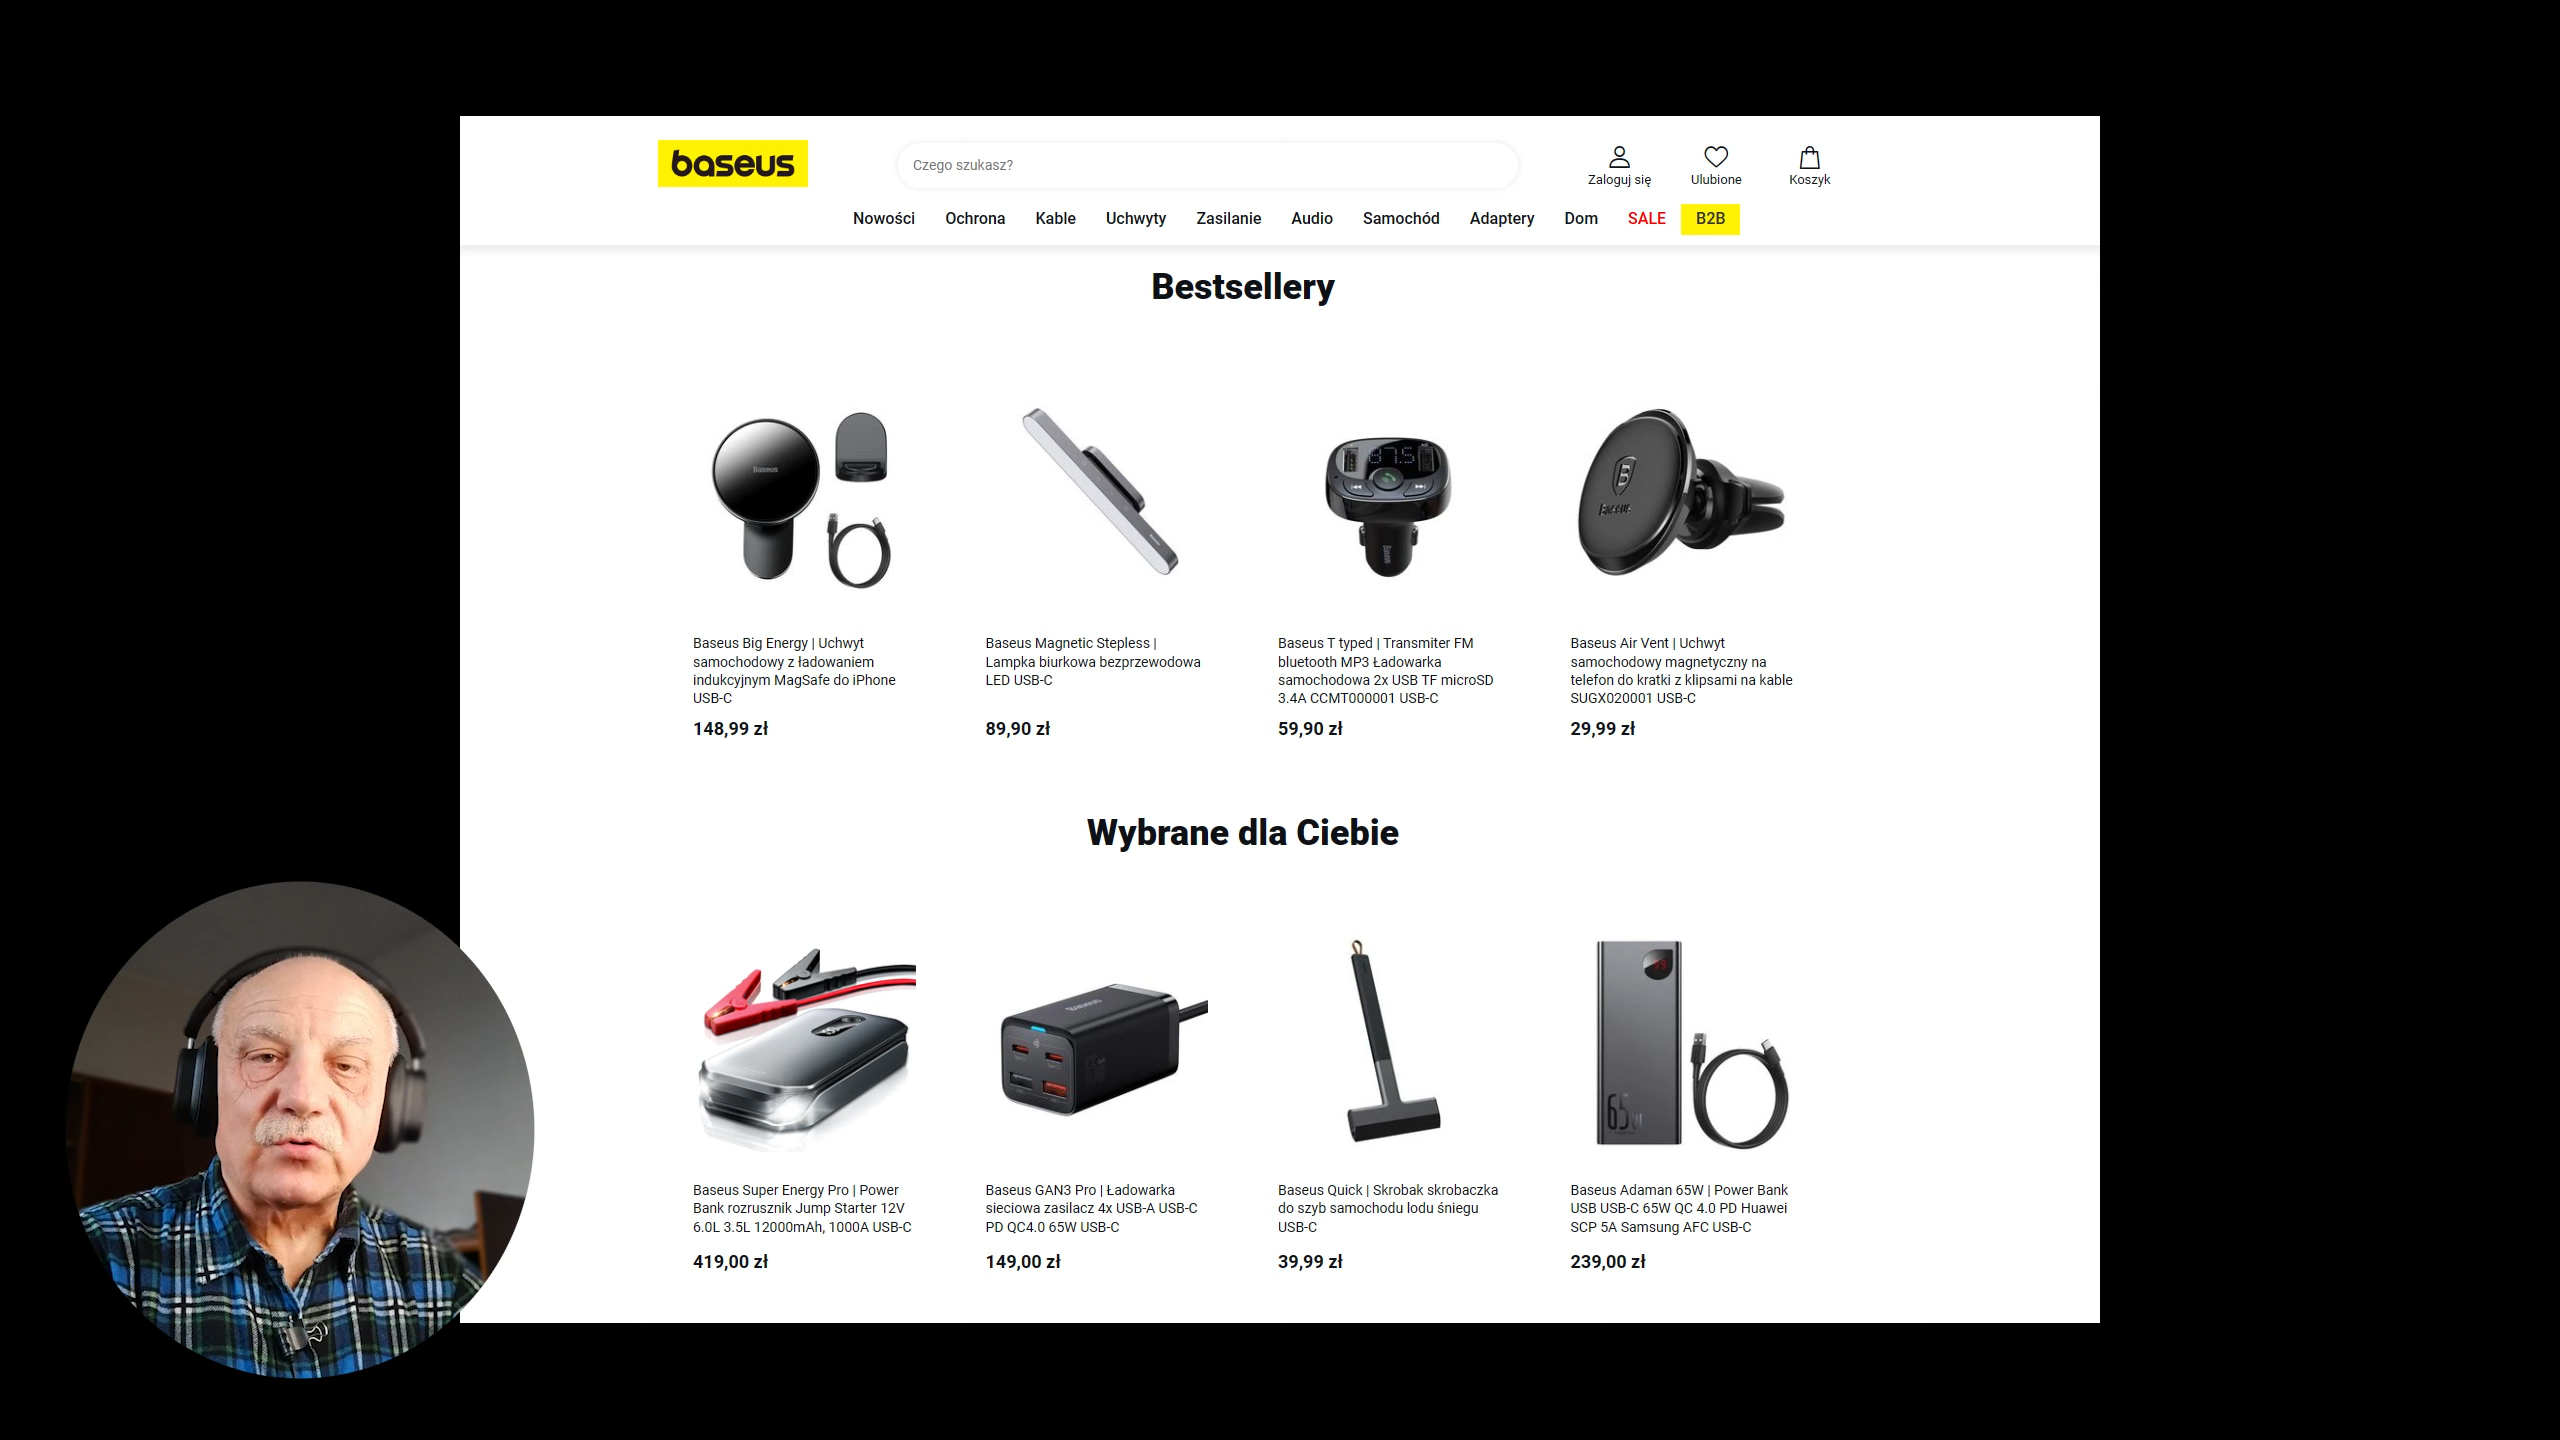 baseus
Czego szukasz?
Zaloguj się
Ulubione
Koszyk
Nowości
Ochrona
Kable
Uchwyty
Zasilanie
Audio
Samochód
Adaptery
Dom
SALE
B2B
Bestsellery
Baseus
87.5
Baseus
B
Baseus
Baseus Big Energy | Uchwyt
samochodowy z ładowaniem
indukcyjnym MagSafe do iPhone
USB-C
148,99 zł
Baseus Magnetic Stepless |
Lampka biurkowa bezprzewodowa
LED USB-C
89,90 zł
Baseus T typed | Transmiter FM
bluetooth MP3 Ładowarka
samochodowa 2x USB TF microSD
3.4A CCMT000001 USB-C
59,90 zł
Baseus Air Vent | Uchwyt
samochodowy magnetyczny na
telefon do kratki z klipsami na kable
SUGX020001 USB-C
29,99 zł
Wybrane dla Ciebie
Baseus
65W
Baseus Super Energy Pro | Power
Bank rozrusznik Jump Starter 12V
6.0L 3.5L 12000mAh, 1000A USB-C
419,00 zł
Baseus GAN3 Pro | Ładowarka
sieciowa zasilacz 4x USB-A USB-C
PD QC4.0 65W USB-C
149,00 zł
Baseus Quick | Skrobak skrobaczka
do szyb samochodu lodu śniegu
USB-C
39,99 zł
Baseus Adaman 65W | Power Bank
USB USB-C 65W QC 4.0 PD Huawei
SCP 5A Samsung AFC USB-C
239,00 zł